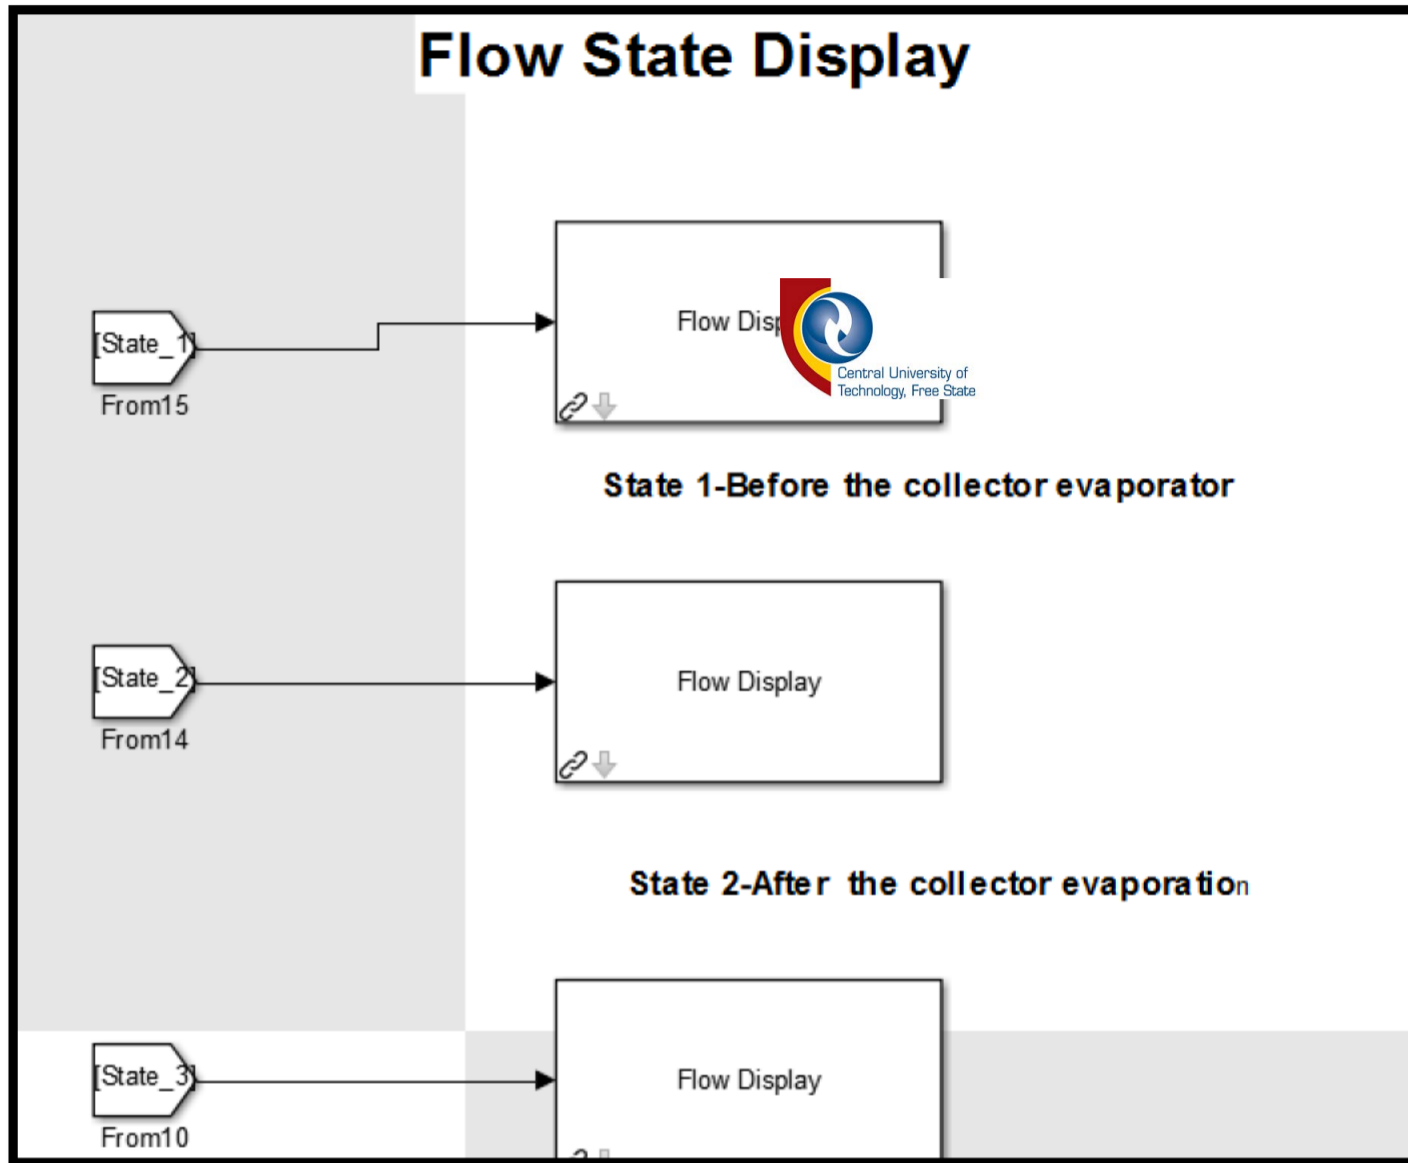 Flow State Display
[State_1]
From15
Flow Disp
Central University of
Technology, Free State
State 1-Before the collector evaporator
[State_2]
From14
Flow Display
State 2-After the collector evaporation
[State_3]
From10
Flow Display